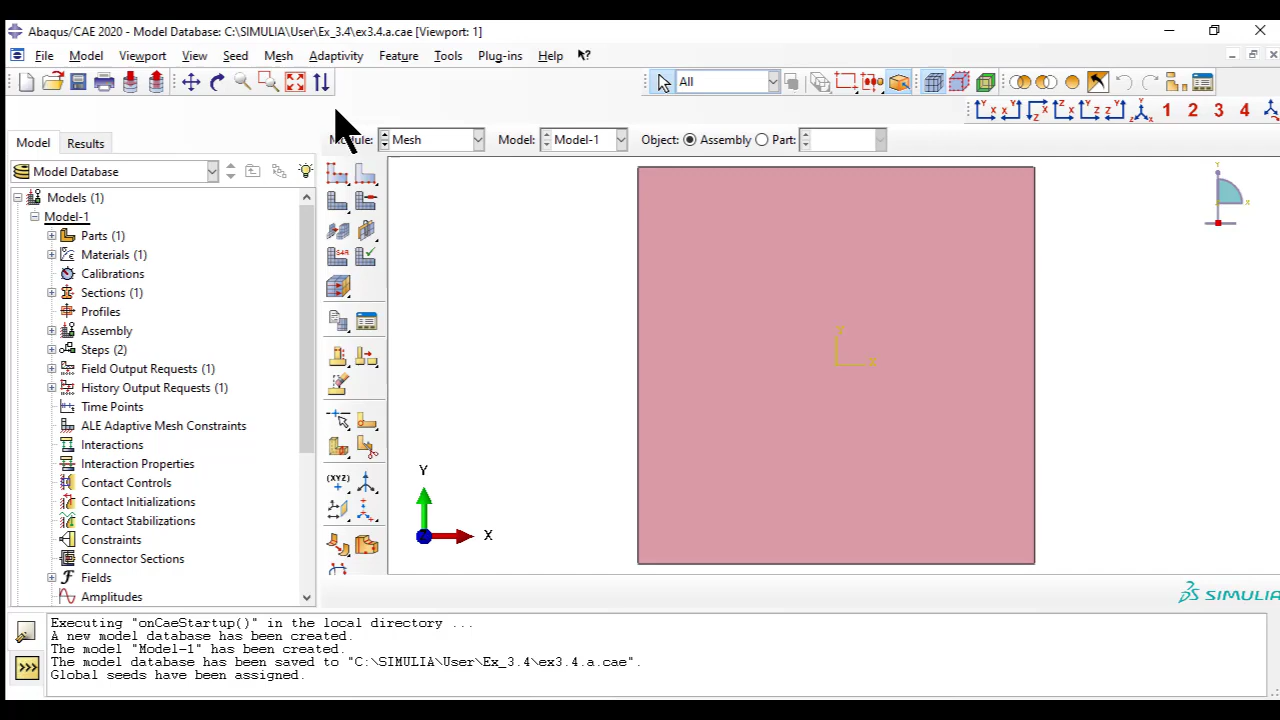 Abaqus/CAE 2020 - Model Database: C:\SIMULIA\User\Ex_3.4\ex3.4.a.cae [Viewport: 1]
File Model Viewport View Seed Mesh Adaptivity Feature Tools Plug-ins Help
All
1 2 3 4
Model Results
Module: Mesh Model: Model-1 Object: Assembly Part:
Model Database
Models (1)
Model-1
Parts (1)
Materials (1)
Calibrations
Sections (1)
Profiles
Assembly
Steps (2)
Field Output Requests (1)
History Output Requests (1)
Time Points
ALE Adaptive Mesh Constraints
Interactions
Interaction Properties
Contact Controls
Contact Initializations
Contact Stabilizations
Constraints
Connector Sections
Fields
Amplitudes
S4R
(XYZ)
Y
X
Y
X
SIMULIA
Executing "onCaeStartup()" in the local directory ...
A new model database has been created.
The model "Model-1" has been created.
The model database has been saved to "C:\SIMULIA\User\Ex_3.4\ex3.4.a.cae".
Global seeds have been assigned.